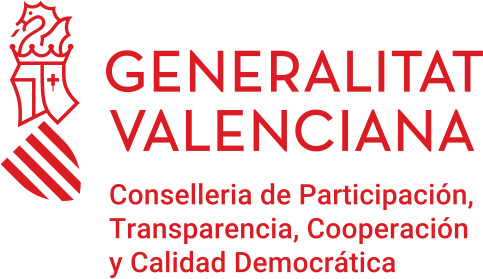 GENERALITAT
VALENCIANA
Conselleria de Participación,
Transparencia, Cooperación
y Calidad Democrática